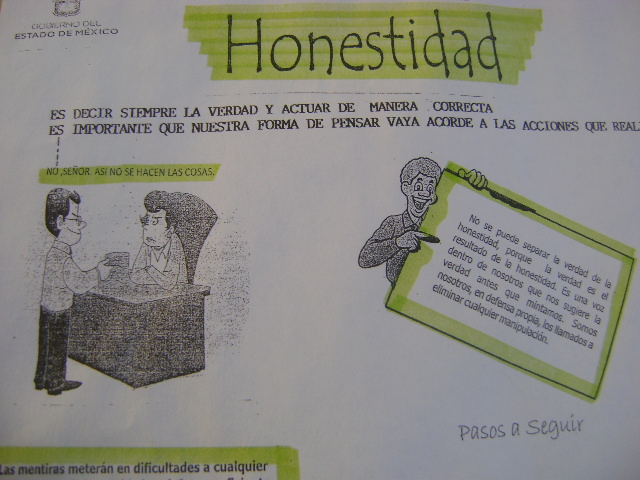 GOBIERNO DEL
ESTADO DE MÉXICO
Honestidad
ES DECIR SIEMPRE LA VERDAD Y ACTUAR DE MANERA CORRECTA
ES IMPORTANTE QUE NUESTRA FORMA DE PENSAR VAYA ACORDE A LAS ACCIONES QUE
NO ,SEÑOR. ASI NO SE HACEN LAS COSAS.
No se puede separar la verdad de la
honestidad, porque la verdad es el
resultado de la honestidad. Es una voz
dentro de nosotros que nos sugiere la
verdad antes que mintamos. Somos
nosotros, en defensa propia, los llamados a
eliminar cualquier manipulación.
Pasos a Seguir
Las mentiras meterán en dificultades a cualquier